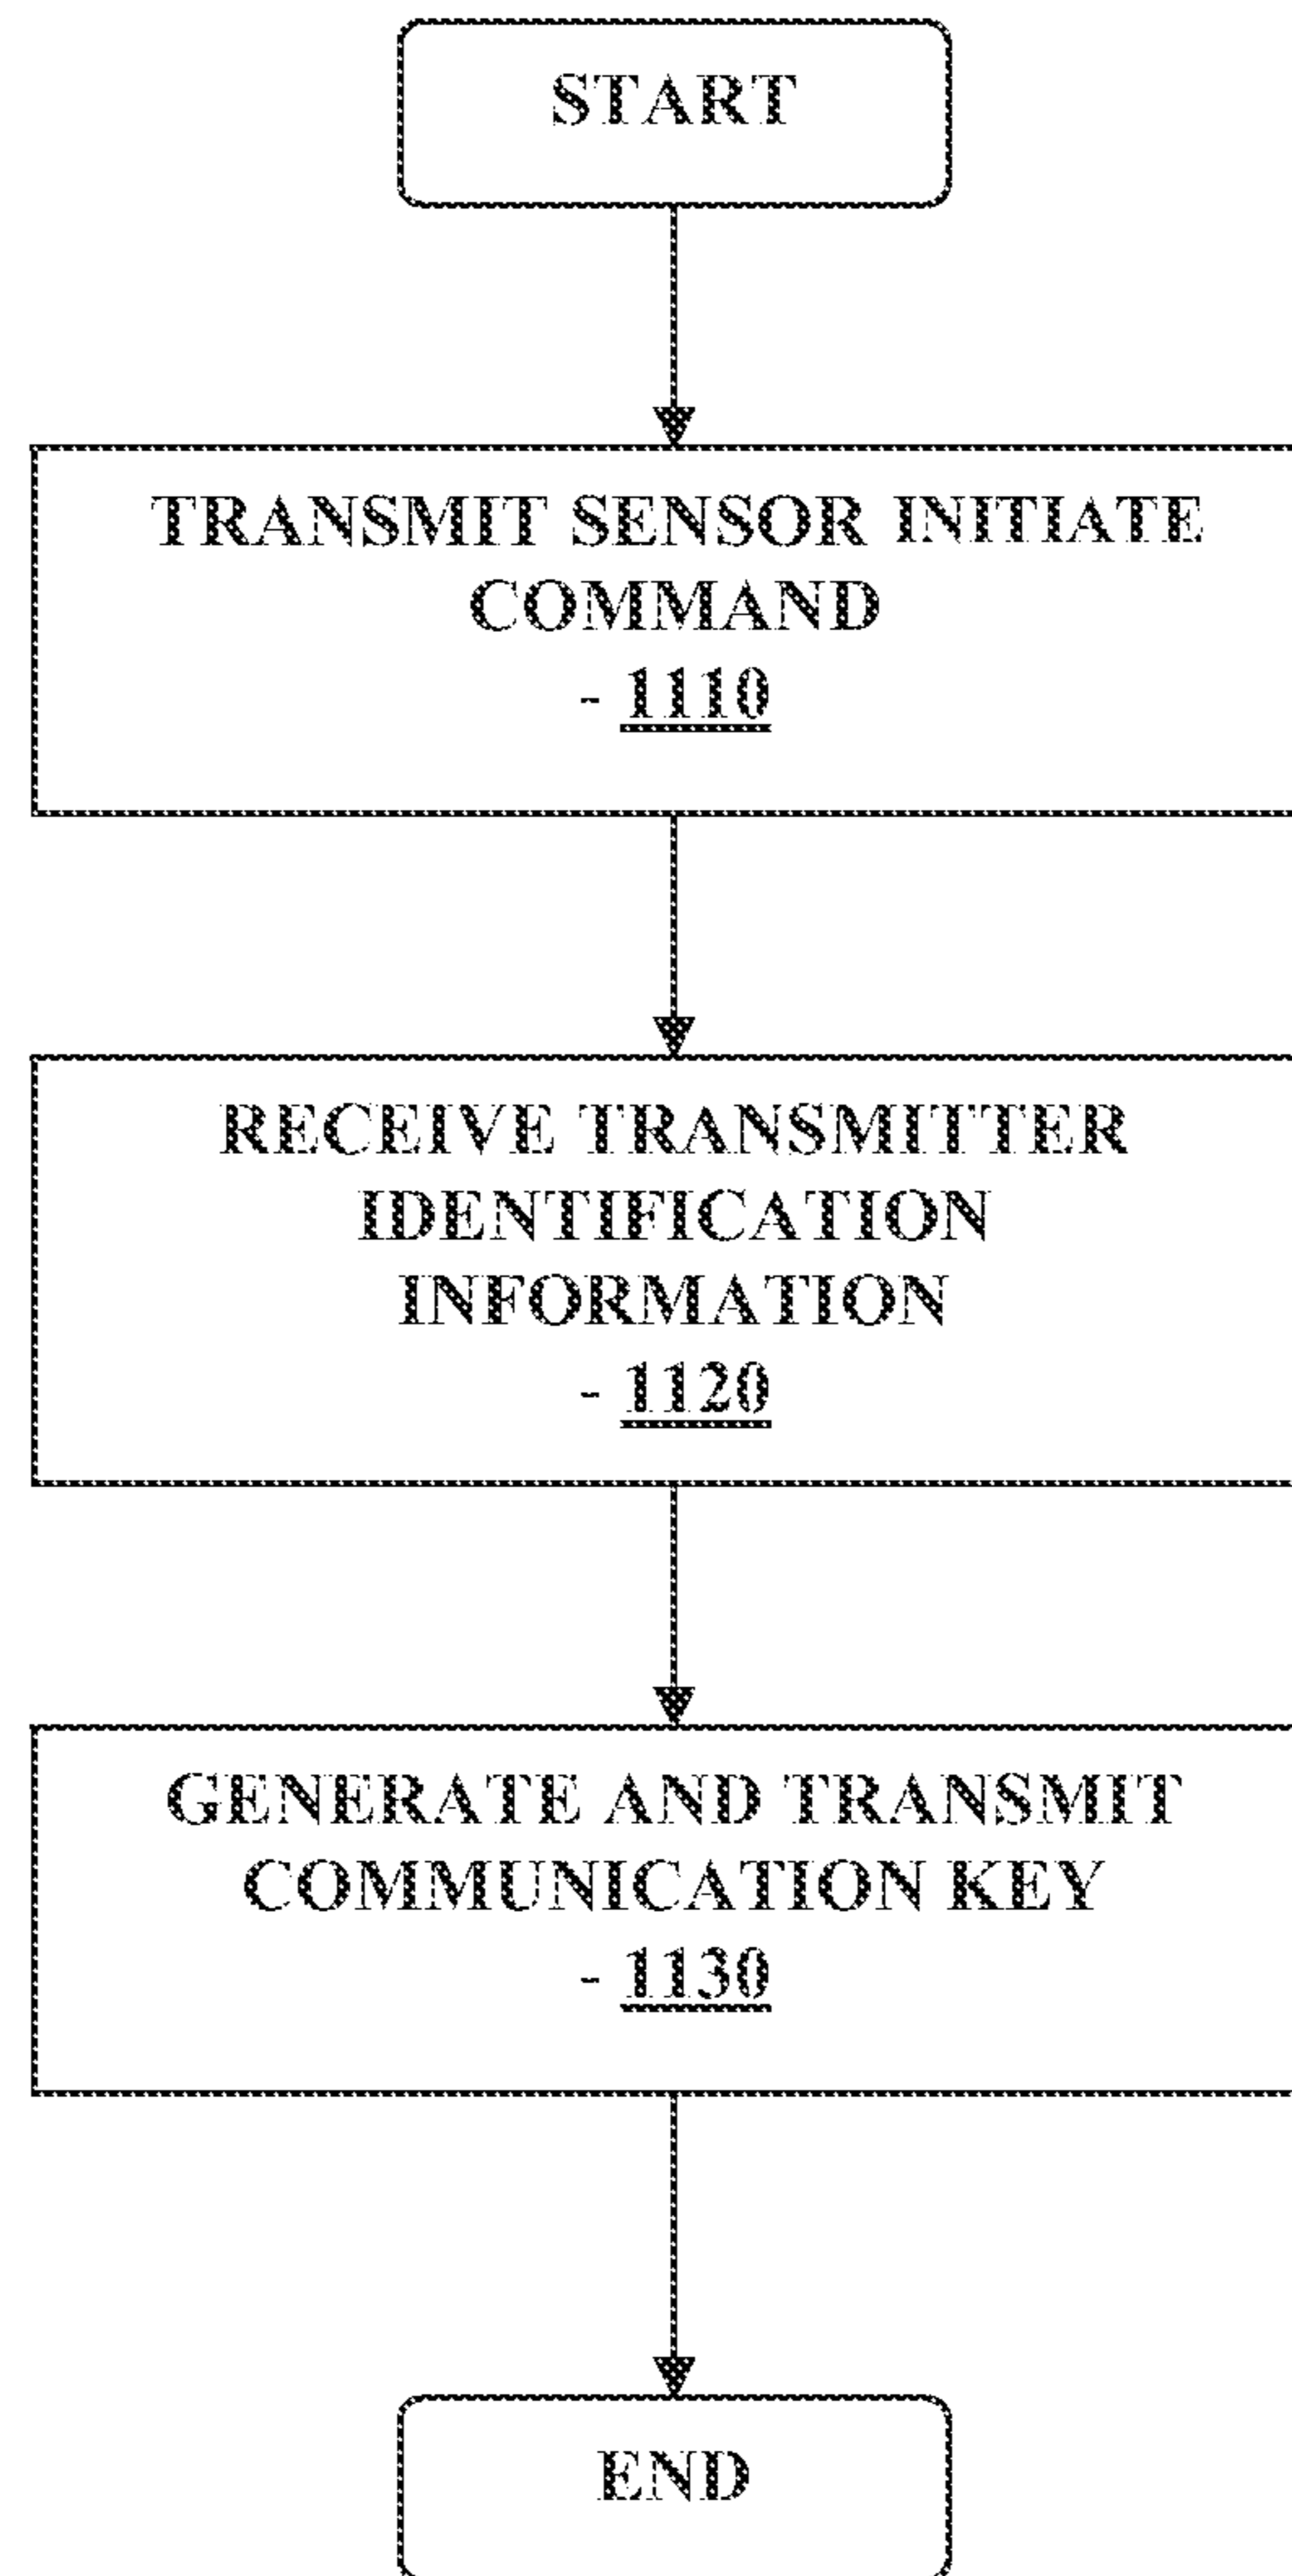 START
TRANSMIT SENSOR INITIATE
COMMAND
- 1110
RECEIVE TRANSMITTER
IDENTIFICATION
INFORMATION
- 1120
GENERATE AND TRANSMIT
COMMUNICATION KEY
- 1130
END